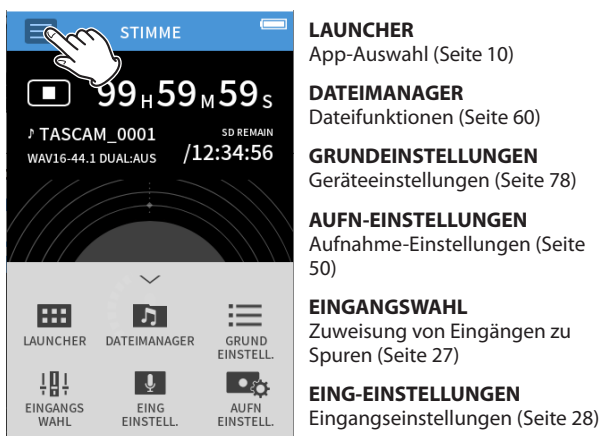 STIMME
99H59M59S
♪ TASCAM_0001
SD REMAIN
WAV16-44.1 DUAL:AUS
/12:34:56
LAUNCHER
DATEIMANAGER
GRUND
EINSTELL.
EINGANGS
WAHL
EING
EINSTELL.
AUFN
EINSTELL.
LAUNCHER
App-Auswahl (Seite 10)
DATEIMANAGER
Dateifunktionen (Seite 60)
GRUNDEINSTELLUNGEN
Geräteeinstellungen (Seite 78)
AUFN-EINSTELLUNGEN
Aufnahme-Einstellungen (Seite
50)
EINGANGSWAHL
Zuweisung von Eingängen zu
Spuren (Seite 27)
EING-EINSTELLUNGEN
Eingangseinstellungen (Seite 28)